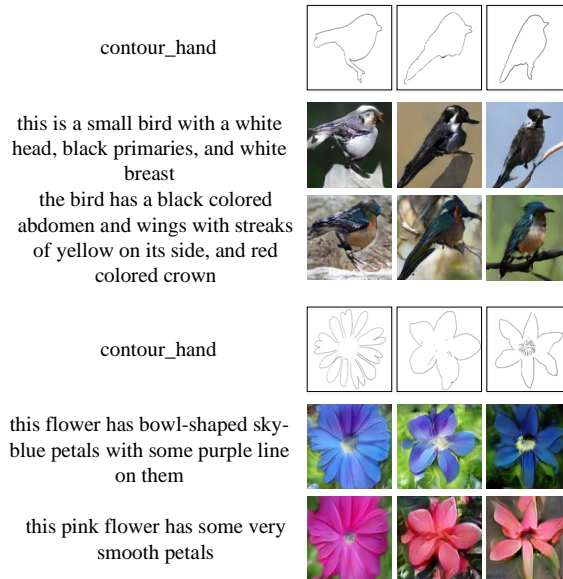 contour_hand
this is a small bird with a white
head, black primaries, and white
breast
the bird has a black colored
abdomen and wings with streaks
of yellow on its side, and red
colored crown
contour_hand
this flower has bowl-shaped sky-
blue petals with some purple line
on them
this pink flower has some very
smooth petals